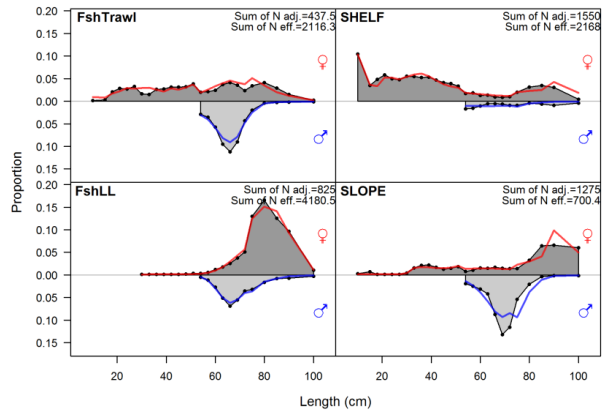 FshTrawl
Sum of N adj.=437.5
Sum of N eff.=2116.3
SHELF
Sum of N adj.=1550
Sum of N eff.=2168
♀
♀
♂
♂
0.20
0.15
0.10
0.05
0.00
0.05
0.10
0.15
FshLL
Sum of N adj.=825
Sum of N eff.=4180.5
SLOPE
Sum of N adj.=1275
Sum of N eff.=700.4
♀
♀
♂
♂
0.20
0.15
0.10
0.05
0.00
0.05
0.10
0.15
Proportion
20 40 60 80 100 20 40 60 80 100
Length (cm)